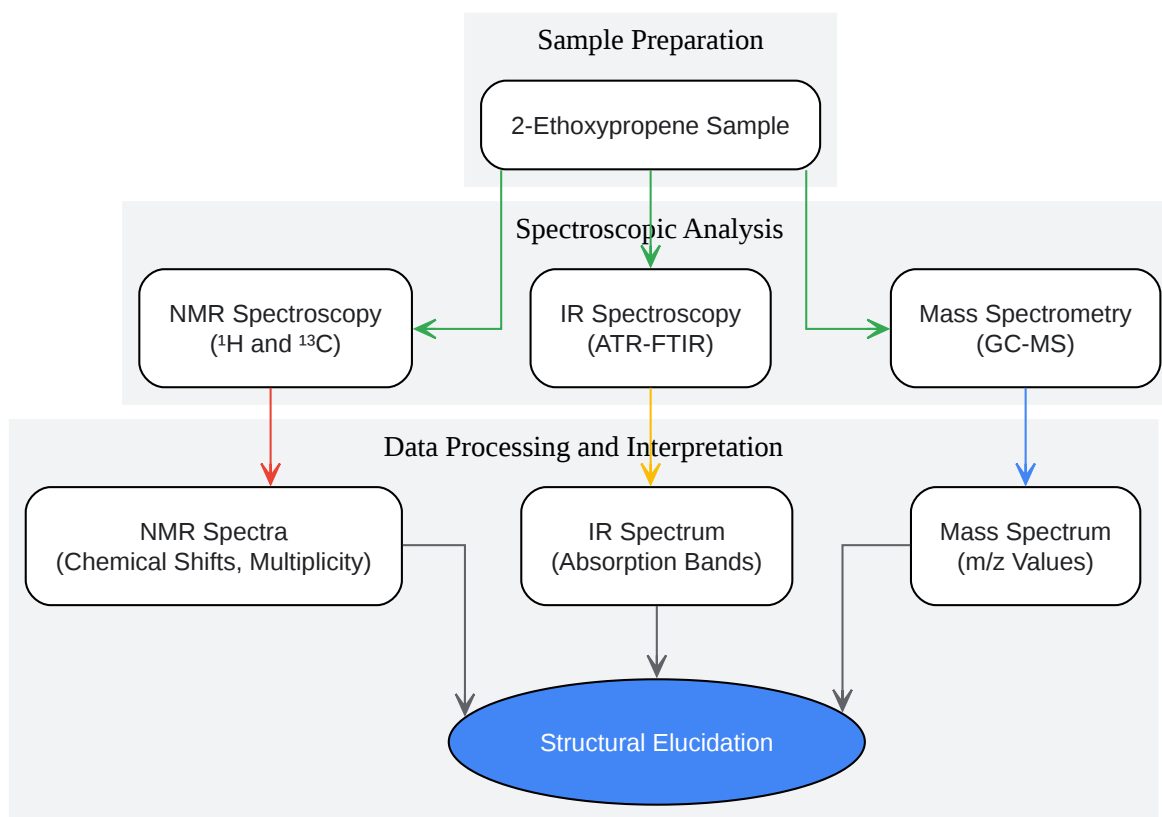 Sample Preparation
2-Ethoxypropene Sample
Spectroscopic Analysis
NMR Spectroscopy
(¹H and ¹³C)
IR Spectroscopy
(ATR-FTIR)
Mass Spectrometry
(GC-MS)
Data Processing and Interpretation
NMR Spectra
(Chemical Shifts, Multiplicity)
IR Spectrum
(Absorption Bands)
Mass Spectrum
(m/z Values)
Structural Elucidation